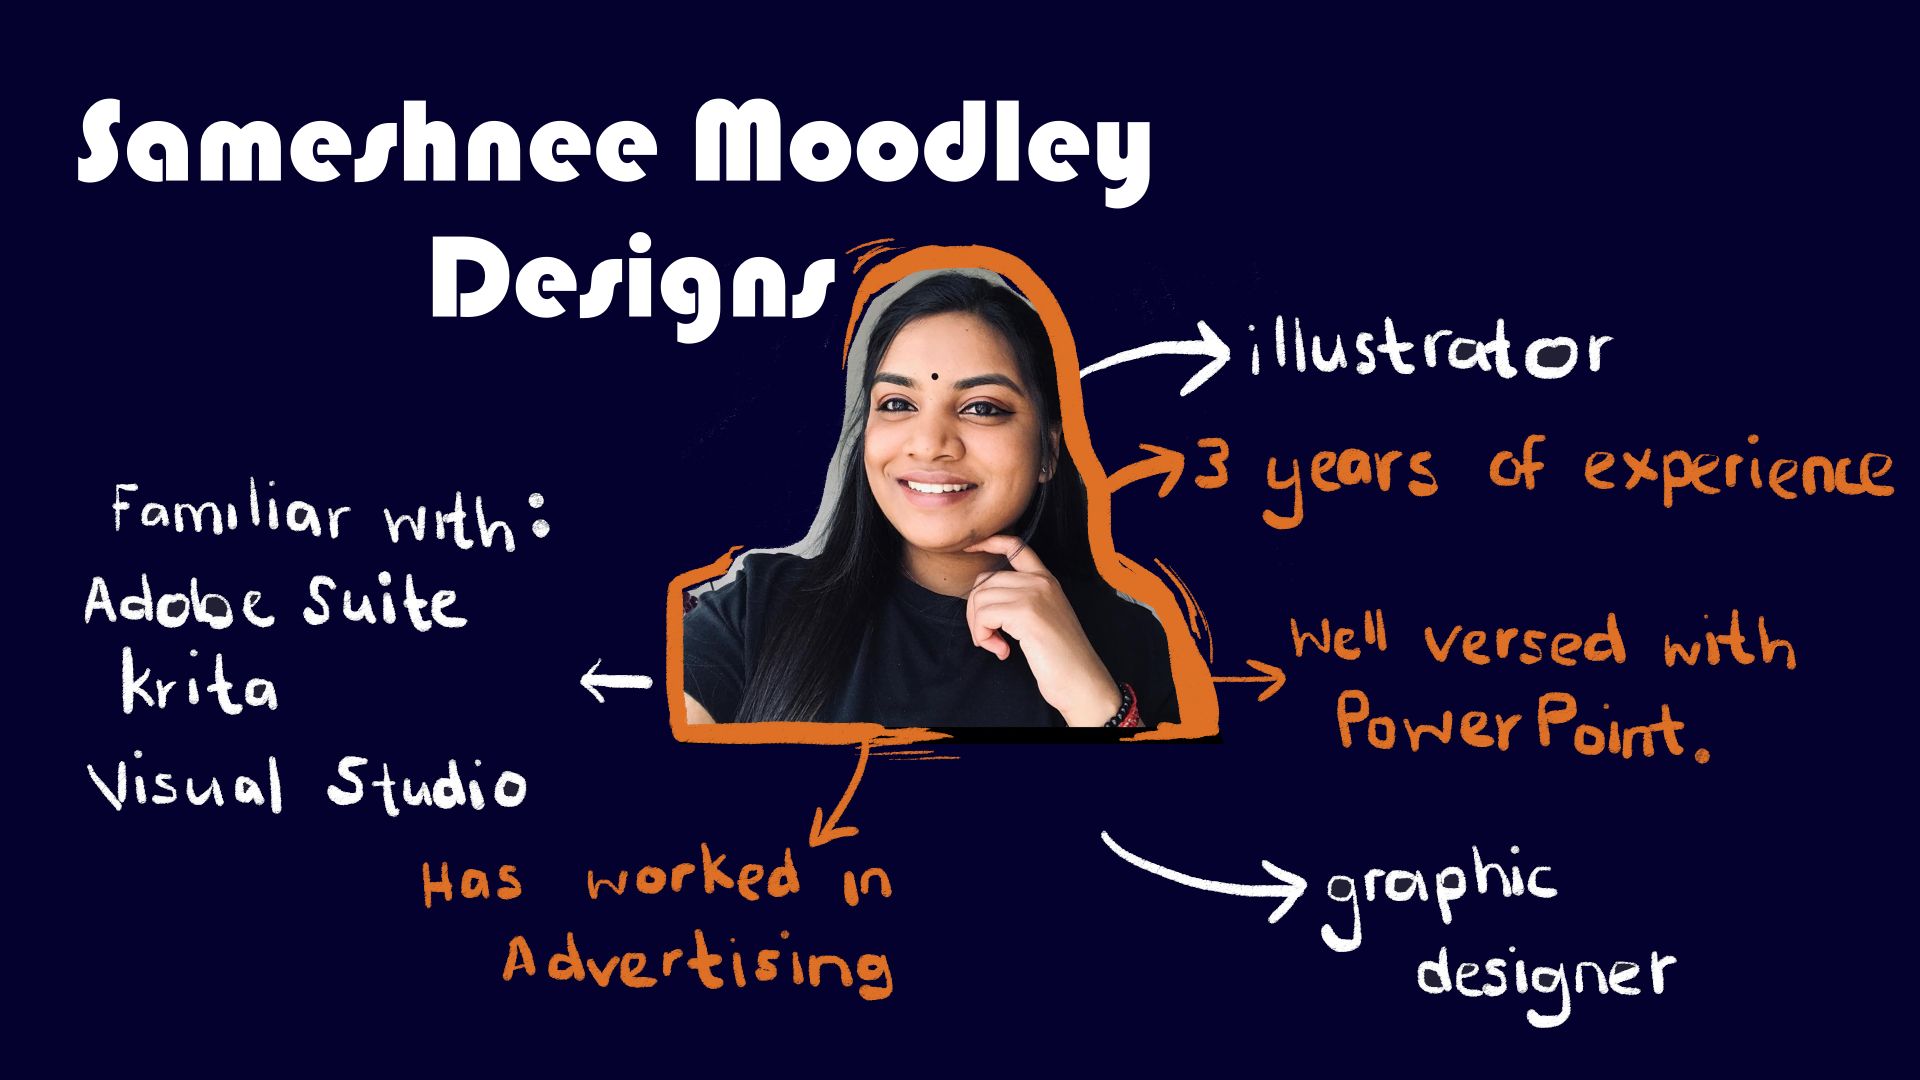 Sameshnee Moodley
Designs
illustrator
3 years of experience
Familiar with:
Adobe Suite
Krita
Visual Studio
Well versed with
PowerPoint.
Has worked in
Advertising
graphic
designer